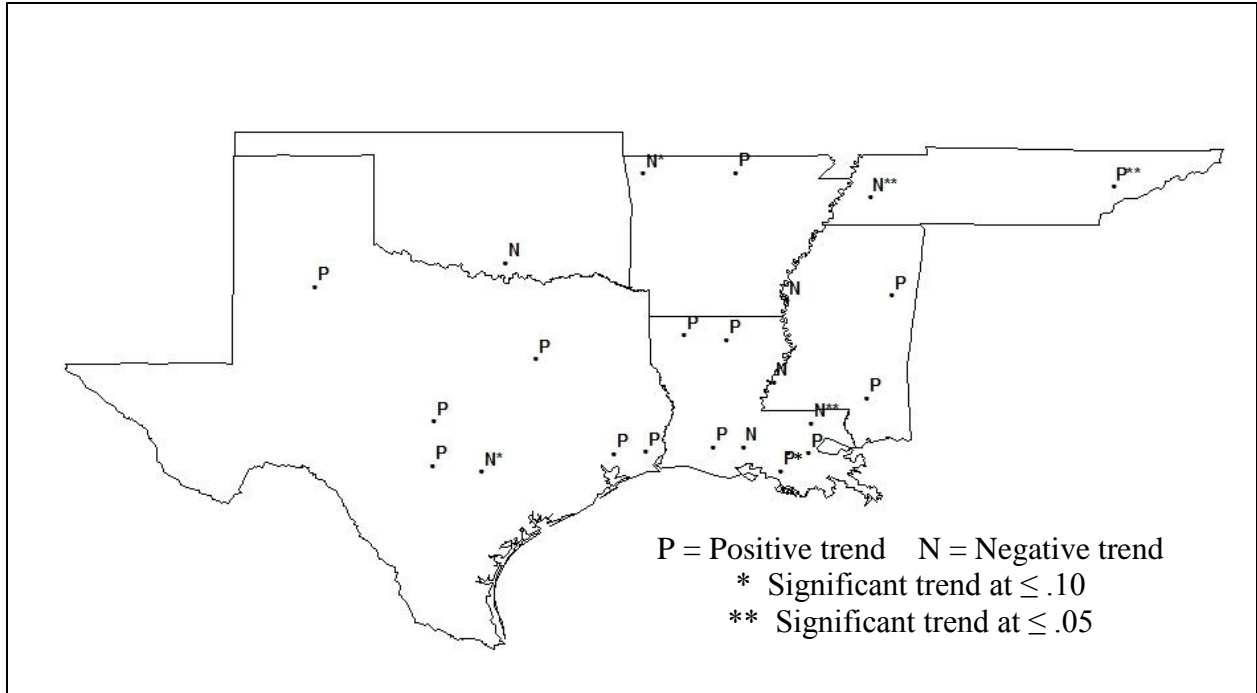 N*
P
P**
N**
N
P
N
P
P
P
P
N
P
N**
P
P
P
P
P
N
P
P
N*
P*
P = Positive trend N = Negative trend
* Significant trend at ≤ .10
** Significant trend at ≤ .05